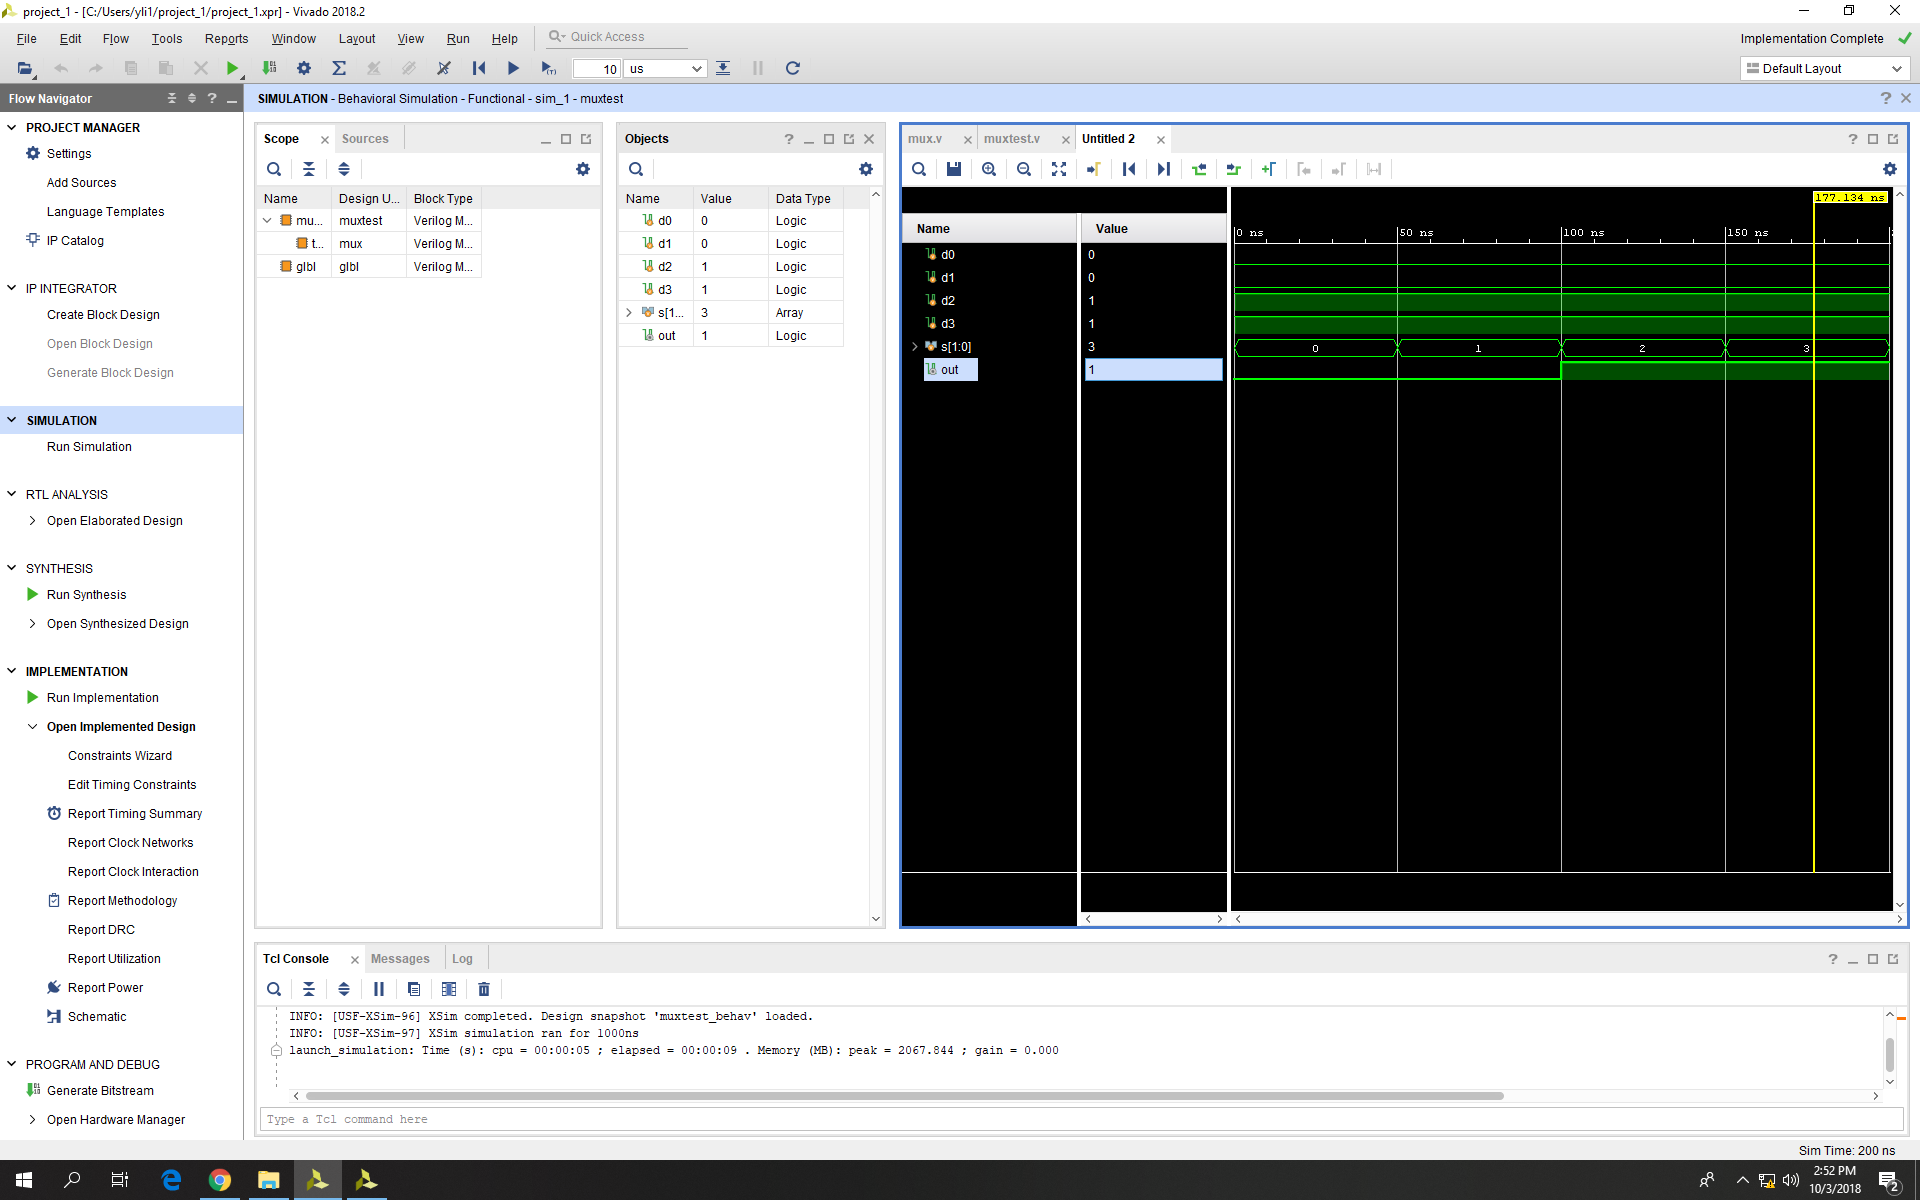 project_1 - [C:/Users/yli1/project_1/project_1.xpr] - Vivado 2018.2
File Edit Flow Tools Reports Window Layout View Run Help Quick Access
Implementation Complete
10 us
Default Layout
Flow Navigator
SIMULATION - Behavioral Simulation - Functional - sim_1 - muxtest
PROJECT MANAGER
Settings
Add Sources
Language Templates
IP Catalog
IP INTEGRATOR
Create Block Design
Open Block Design
Generate Block Design
SIMULATION
Run Simulation
RTL ANALYSIS
Open Elaborated Design
SYNTHESIS
Run Synthesis
Open Synthesized Design
IMPLEMENTATION
Run Implementation
Open Implemented Design
Constraints Wizard
Edit Timing Constraints
Report Timing Summary
Report Clock Networks
Report Clock Interaction
Report Methodology
Report DRC
Report Utilization
Report Power
Schematic
PROGRAM AND DEBUG
Generate Bitstream
Open Hardware Manager
Scope Sources
Name Design U... Block Type
mu... muxtest Verilog M...
t... mux Verilog M...
glbl glbl Verilog M...
Objects
Name Value Data Type
d0 0 Logic
d1 0 Logic
d2 1 Logic
d3 1 Logic
s[1... 3 Array
out 1 Logic
mux.v muxtest.v Untitled 2
177.134 ns
Name Value
0 ns 50 ns 100 ns 150 ns
d0 0
d1 0
d2 1
d3 1
s[1:0] 3 0 1 2 3
out 1
Tcl Console Messages Log
INFO: [USF-XSim-96] XSim completed. Design snapshot 'muxtest_behav' loaded.
INFO: [USF-XSim-97] XSim simulation ran for 1000ns
launch_simulation: Time (s): cpu = 00:00:05 ; elapsed = 00:00:09 . Memory (MB): peak = 2067.844 ; gain = 0.000
Type a Tcl command here
Sim Time: 200 ns
2:52 PM
10/3/2018
2